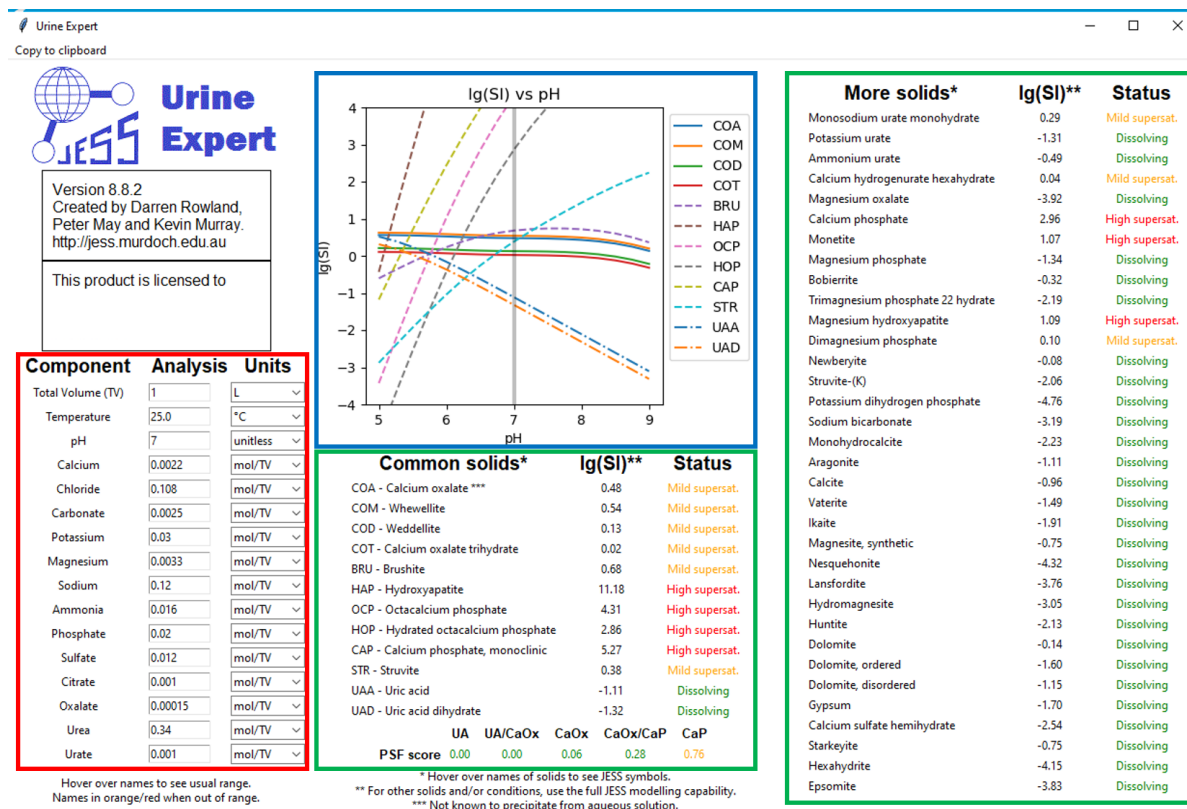 Urine Expert
Copy to clipboard
JESS
Urine
Expert
Version 8.8.2
Created by Darren Rowland,
Peter May and Kevin Murray.
http://jess.murdoch.edu.au
This product is licensed to
Component Analysis Units
Total Volume (TV) 1 L
Temperature 25.0 °C
pH 7 unitless
Calcium 0.0022 mol/TV
Chloride 0.108 mol/TV
Carbonate 0.0025 mol/TV
Potassium 0.03 mol/TV
Magnesium 0.0033 mol/TV
Sodium 0.12 mol/TV
Ammonia 0.016 mol/TV
Phosphate 0.02 mol/TV
Sulfate 0.012 mol/TV
Citrate 0.001 mol/TV
Oxalate 0.00015 mol/TV
Urea 0.34 mol/TV
Urate 0.001 mol/TV
Hover over names to see usual range.
Names in orange/red when out of range.
lg(SI) vs pH
lg(SI)
4
3
2
1
0
−1
−2
−3
−4
5 6 7 8 9
pH
COA
COM
COD
COT
BRU
HAP
OCP
HOP
CAP
STR
UAA
UAD
Common solids* lg(SI)** Status
COA - Calcium oxalate *** 0.48 Mild supersat.
COM - Whewellite 0.54 Mild supersat.
COD - Weddellite 0.13 Mild supersat.
COT - Calcium oxalate trihydrate 0.02 Mild supersat.
BRU - Brushite 0.68 Mild supersat.
HAP - Hydroxyapatite 11.18 High supersat.
OCP - Octacalcium phosphate 4.31 High supersat.
HOP - Hydrated octacalcium phosphate 2.86 High supersat.
CAP - Calcium phosphate, monoclinic 5.27 High supersat.
STR - Struvite 0.38 Mild supersat.
UAA - Uric acid -1.11 Dissolving
UAD - Uric acid dihydrate -1.32 Dissolving
UA UA/CaOx CaOx CaOx/CaP CaP
PSF score 0.00 0.00 0.06 0.28 0.76
* Hover over names of solids to see JESS symbols.
** For other solids and/or conditions, use the full JESS modelling capability.
*** Not known to precipitate from aqueous solution.
More solids* lg(SI)** Status
Monosodium urate monohydrate 0.29 Mild supersat.
Potassium urate -1.31 Dissolving
Ammonium urate -0.49 Dissolving
Calcium hydrogenurate hexahydrate 0.04 Mild supersat.
Magnesium oxalate -3.92 Dissolving
Calcium phosphate 2.96 High supersat.
Monetite 1.07 High supersat.
Magnesium phosphate -1.34 Dissolving
Bobierrite -0.32 Dissolving
Trimagnesium phosphate 22 hydrate -2.19 Dissolving
Magnesium hydroxyapatite 1.09 High supersat.
Dimagnesium phosphate 0.10 Mild supersat.
Newberyite -0.08 Dissolving
Struvite-(K) -2.06 Dissolving
Potassium dihydrogen phosphate -4.76 Dissolving
Sodium bicarbonate -3.19 Dissolving
Monohydrocalcite -2.23 Dissolving
Aragonite -1.11 Dissolving
Calcite -0.96 Dissolving
Vaterite -1.49 Dissolving
Ikaite -1.91 Dissolving
Magnesite, synthetic -0.75 Dissolving
Nesquehonite -4.32 Dissolving
Lansfordite -3.76 Dissolving
Hydromagnesite -3.05 Dissolving
Huntite -2.13 Dissolving
Dolomite -0.14 Dissolving
Dolomite, ordered -1.60 Dissolving
Dolomite, disordered -1.15 Dissolving
Gypsum -1.70 Dissolving
Calcium sulfate hemihydrate -2.54 Dissolving
Starkeyite -0.75 Dissolving
Hexahydrite -4.15 Dissolving
Epsomite -3.83 Dissolving